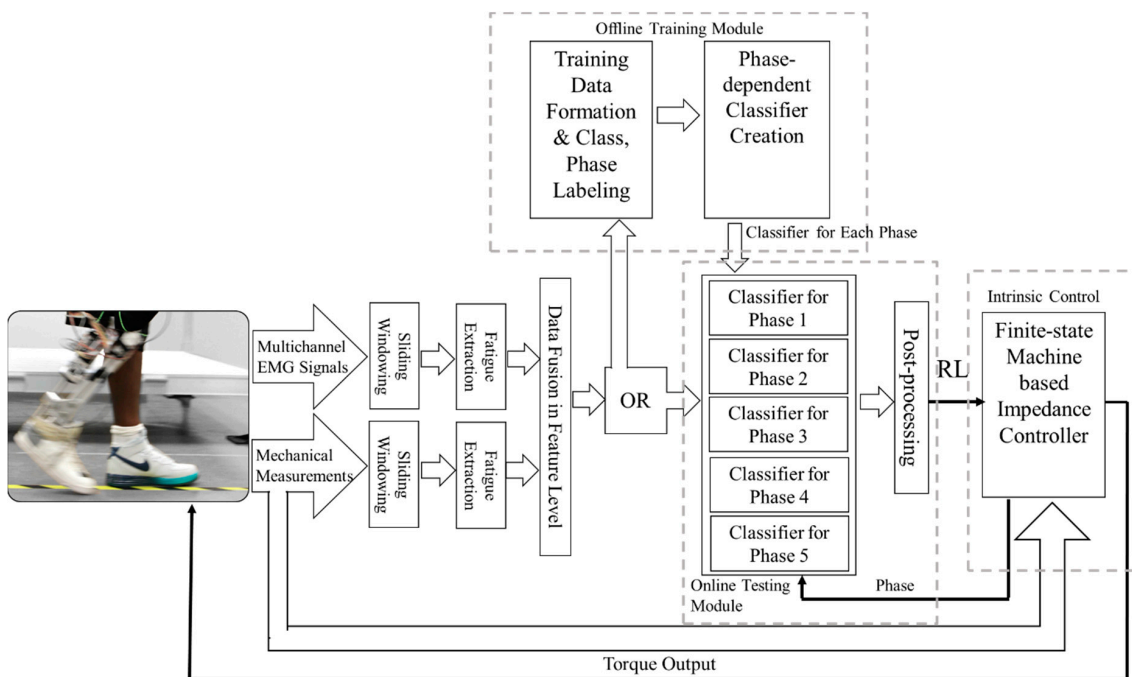 Offline Training Module
Training
Data
Formation
& Class,
Phase
Labeling
Phase-
dependent
Classifier
Creation
Classifier for Each Phase
Multichannel
EMG Signals
Mechanical
Measurements
Sliding
Windowing
Fatigue
Extraction
Sliding
Windowing
Fatigue
Extraction
Data Fusion in Feature Level
OR
Classifier for
Phase 1
Classifier for
Phase 2
Classifier for
Phase 3
Classifier for
Phase 4
Classifier for
Phase 5
Online Testing
Module
Post-processing
RL
Intrinsic Control
Finite-state
Machine
based
Impedance
Controller
Phase
Torque Output